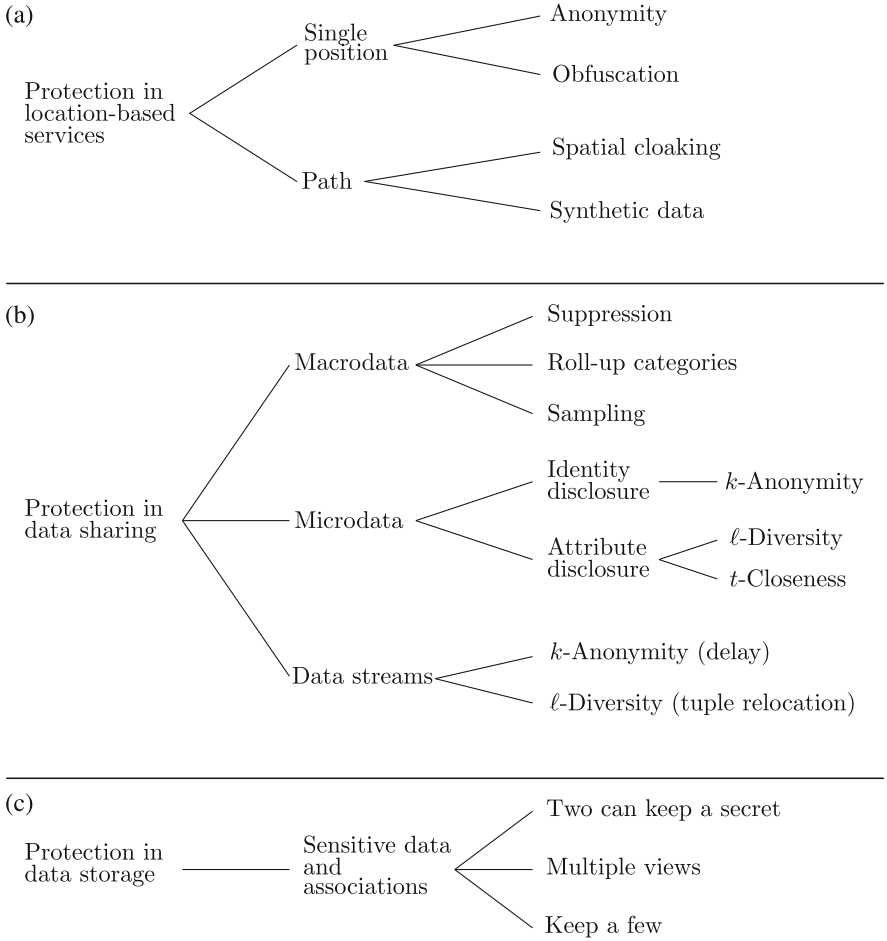 (a)
Anonymity
Single
position
Obfuscation
Protection in
location-based
services
Spatial cloaking
Path
Synthetic data
(b)
Suppression
Macrodata
Roll-up categories
Sampling
Identity
disclosure
k-Anonymity
Protection in
data sharing
Microdata
Attribute
disclosure
ℓ-Diversity
t-Closeness
k-Anonymity (delay)
Data streams
ℓ-Diversity (tuple relocation)
(c)
Two can keep a secret
Protection in
data storage
Sensitive data
and
associations
Multiple views
Keep a few